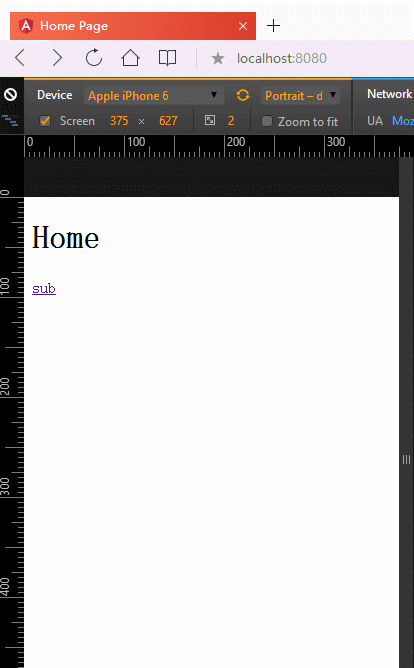 Home Page
localhost:8080
Device Apple iPhone 6 Portrait – d Network
Screen 375 × 627 2 Zoom to fit UA Moz
0 100 200 300
0
Home
sub
100
200
300
400